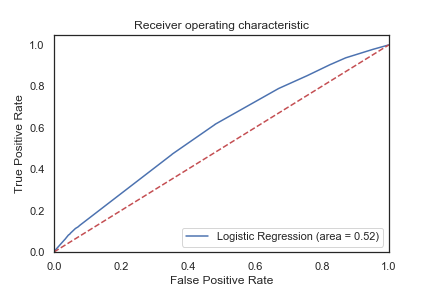 Receiver operating characteristic
1.0
0.8
0.6
0.4
0.2
0.0
True Positive Rate
Logistic Regression (area = 0.52)
0.0 0.2 0.4 0.6 0.8 1.0
False Positive Rate